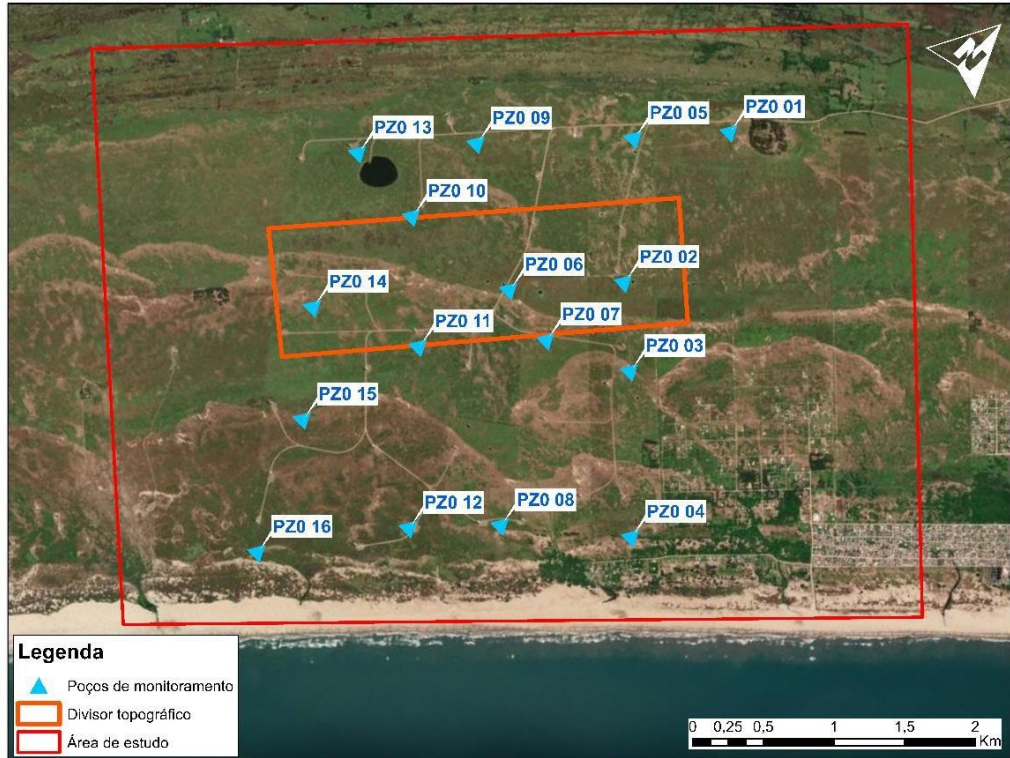 N
PZ0 01
PZ0 05
PZ0 09
PZ0 13
PZ0 10
PZ0 02
PZ0 06
PZ0 14
PZ0 07
PZ0 11
PZ0 03
PZ0 15
PZ0 12
PZ0 08
PZ0 04
PZ0 16
Legenda
Poços de monitoramento
Divisor topográfico
Área de estudo
0 0,25 0,5 1 1,5 2
Km